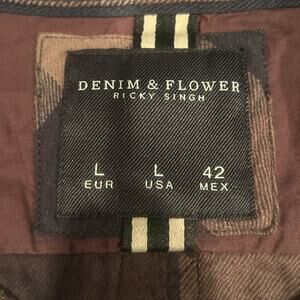 DENIM & FLOWER
RICKY SINGH
L L 42
EUR USA MEX